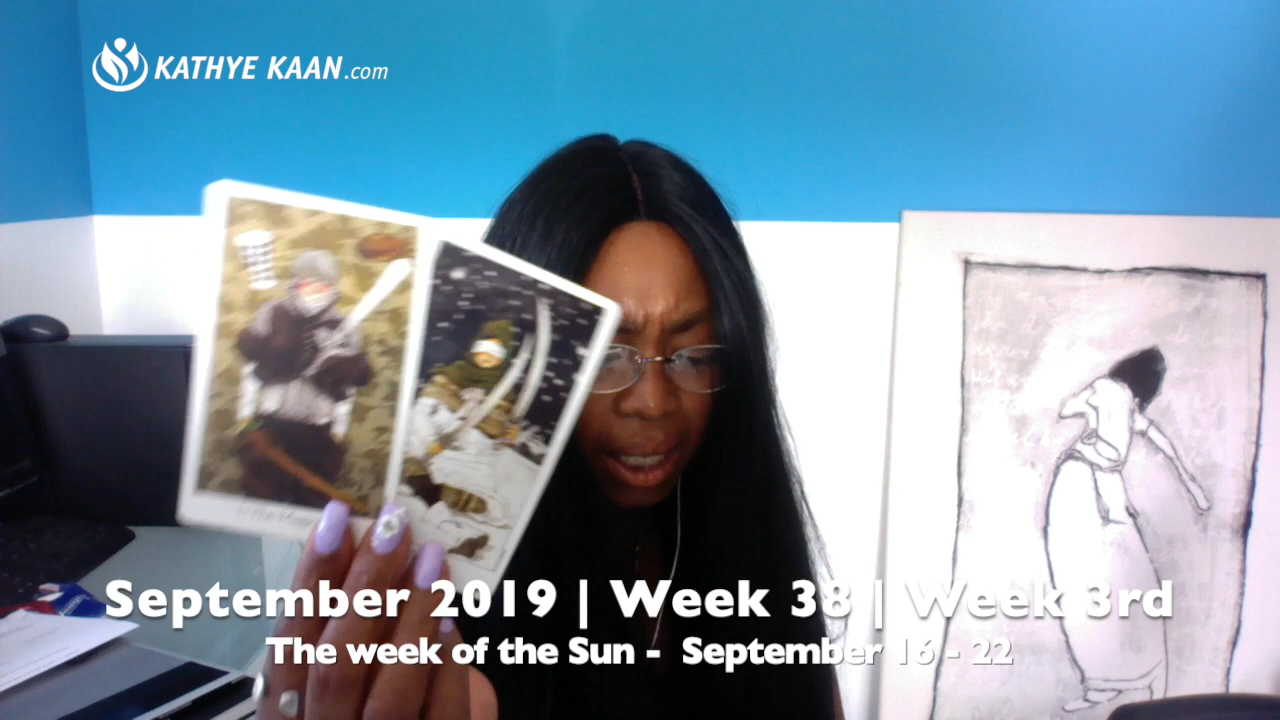 KATHYE KAAN.com
September 2019 | Week 38 | Week 3rd
The week of the Sun - September 16 - 22